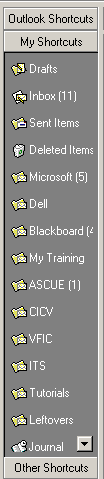 Outlook Shortcuts
My Shortcuts
Drafts
Inbox (11)
Sent Items
Deleted Items
Microsoft (5)
Dell
Blackboard (4
My Training
ASCUE (1)
CICV
VFIC
ITS
Tutorials
Leftovers
Journal
Other Shortcuts